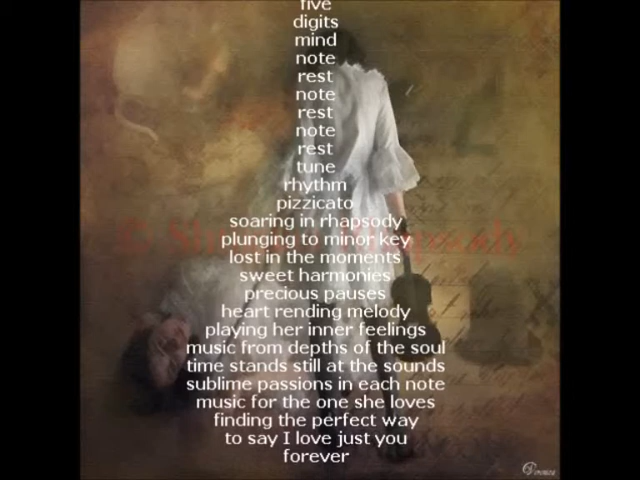 five
digits
mind
note
rest
note
rest
note
rest
tune
rhythm
pizzicato
soaring in rhapsody
plunging to minor key
lost in the moments
sweet harmonies
precious pauses
heart rending melody
playing her inner feelings
music from depths of the soul
time stands still at the sounds
sublime passions in each note
music for the one she loves
finding the perfect way
to say I love just you
forever